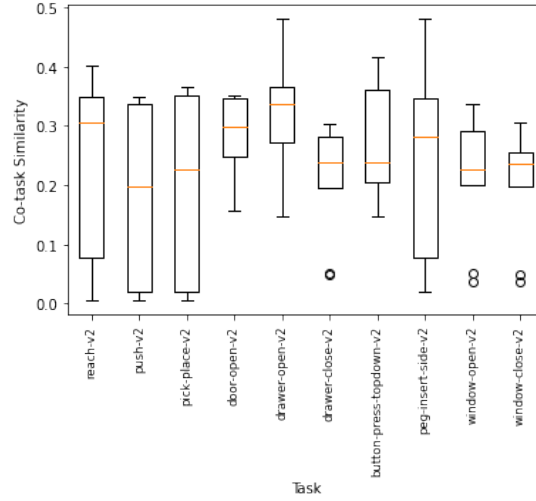 0.5
0.4
0.3
0.2
0.1
0.0
Co-task Similarity
reach-v2
push-v2
pick-place-v2
door-open-v2
drawer-open-v2
drawer-close-v2
button-press-topdown-v2
peg-insert-side-v2
window-open-v2
window-close-v2
Task